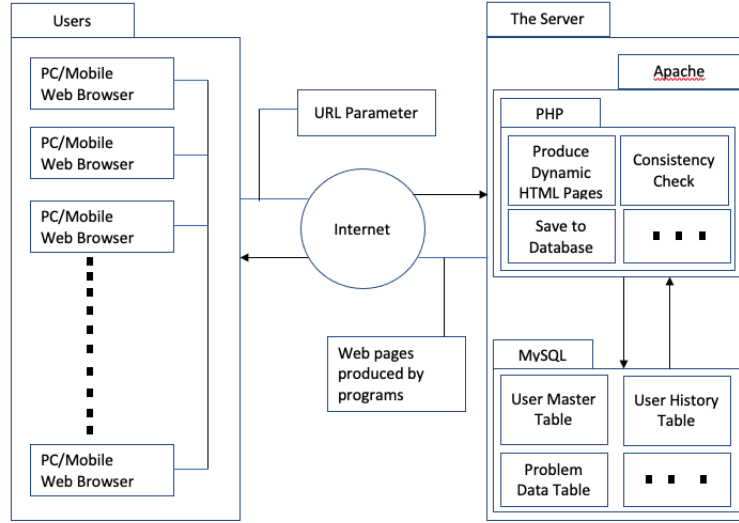 Users
PC/Mobile
Web Browser
PC/Mobile
Web Browser
PC/Mobile
Web Browser
PC/Mobile
Web Browser
URL Parameter
Internet
Web pages
produced by
programs
The Server
Apache
PHP
Produce
Dynamic
HTML Pages
Consistency
Check
Save to
Database
MySQL
User Master
Table
User History
Table
Problem
Data Table